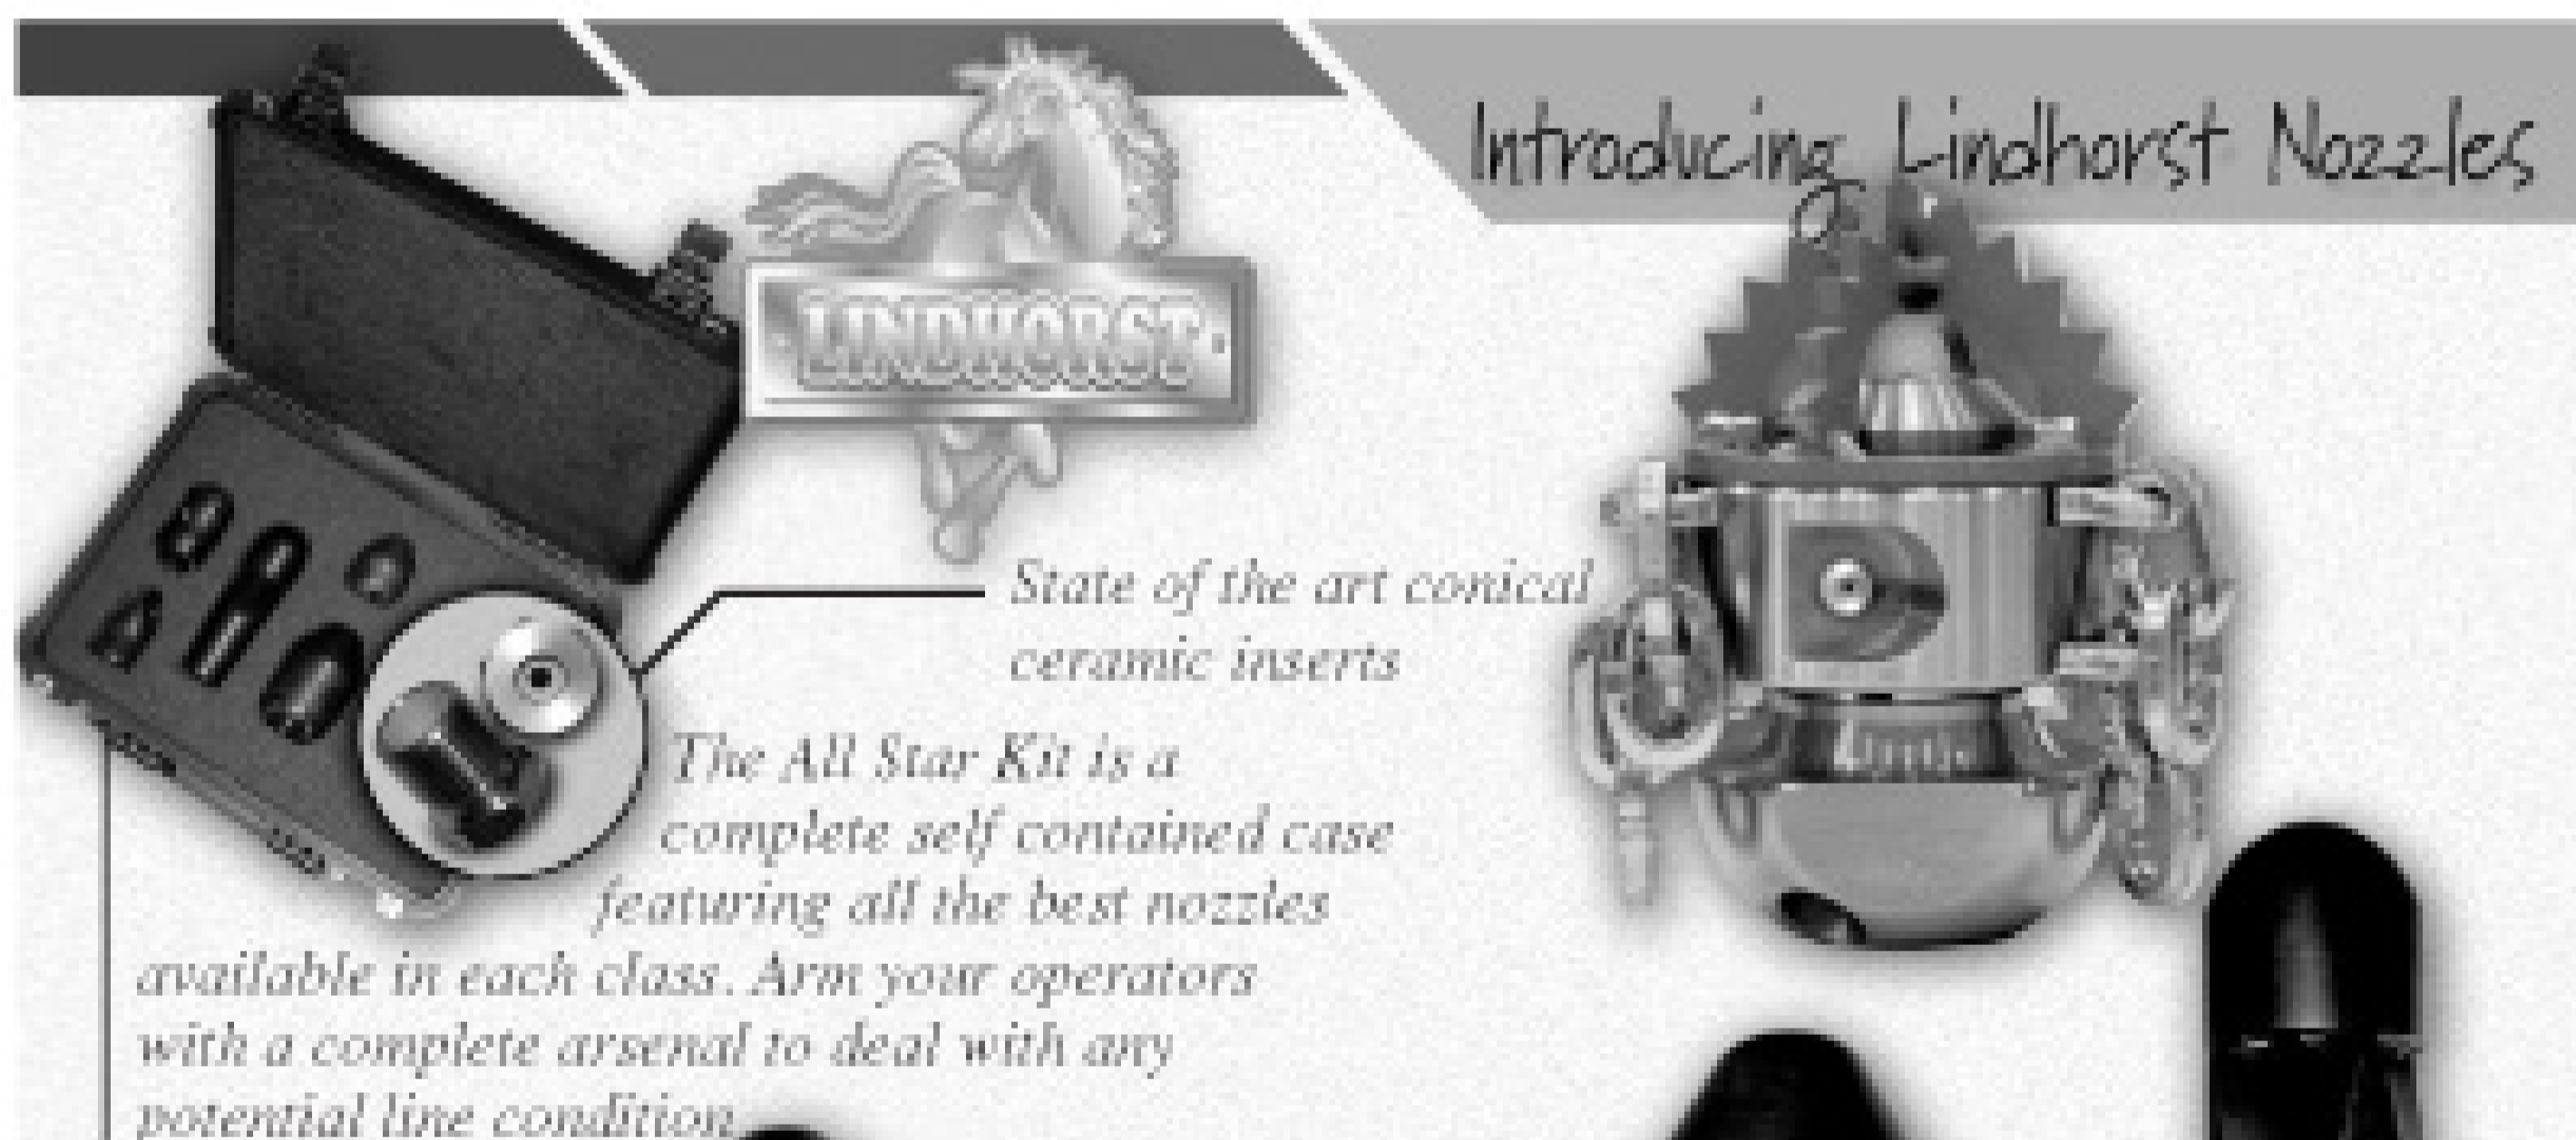 Introducing Lindhorst Nozzles
LINDHORST
State of the art conical
ceramic inserts
The All Star Kit is a
complete self contained case
featuring all the best nozzles
available in each class. Arm your operators
with a complete arsenal to deal with any
potential line condition